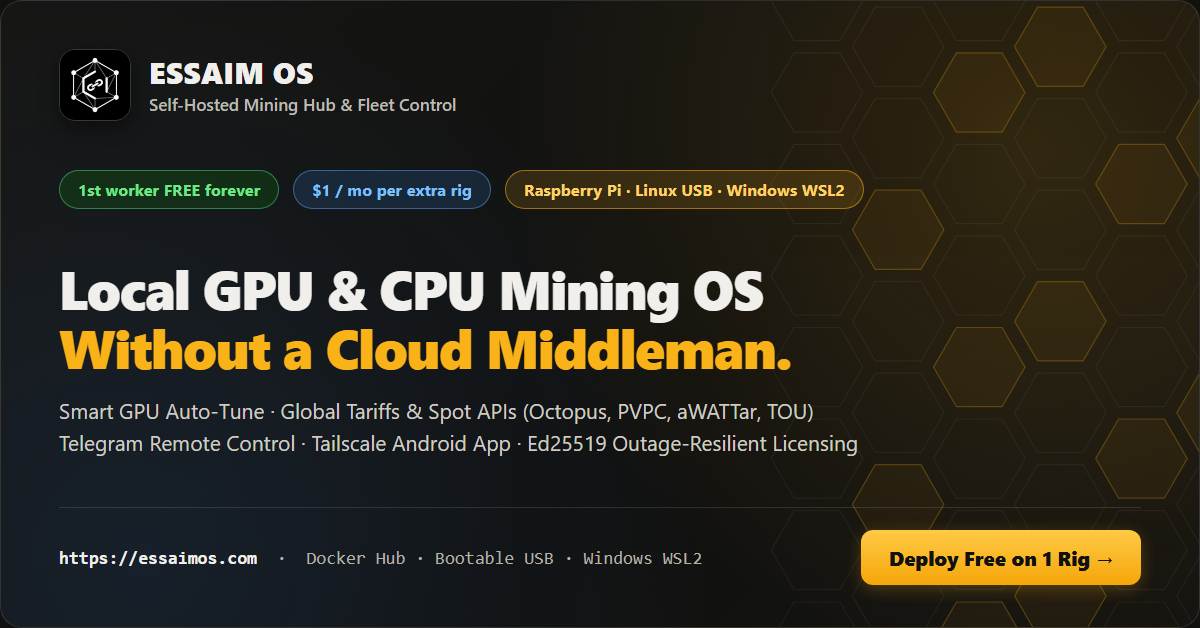 ESSAIM OS
Self-Hosted Mining Hub & Fleet Control
1st worker FREE forever
$1 / mo per extra rig
Raspberry Pi · Linux USB · Windows WSL2
Local GPU & CPU Mining OS
Without a Cloud Middleman.
Smart GPU Auto-Tune · Global Tariffs & Spot APIs (Octopus, PVPC, aWATTar, TOU)
Telegram Remote Control · Tailscale Android App · Ed25519 Outage-Resilient Licensing
https://essaimos.com · Docker Hub · Bootable USB · Windows WSL2
Deploy Free on 1 Rig →